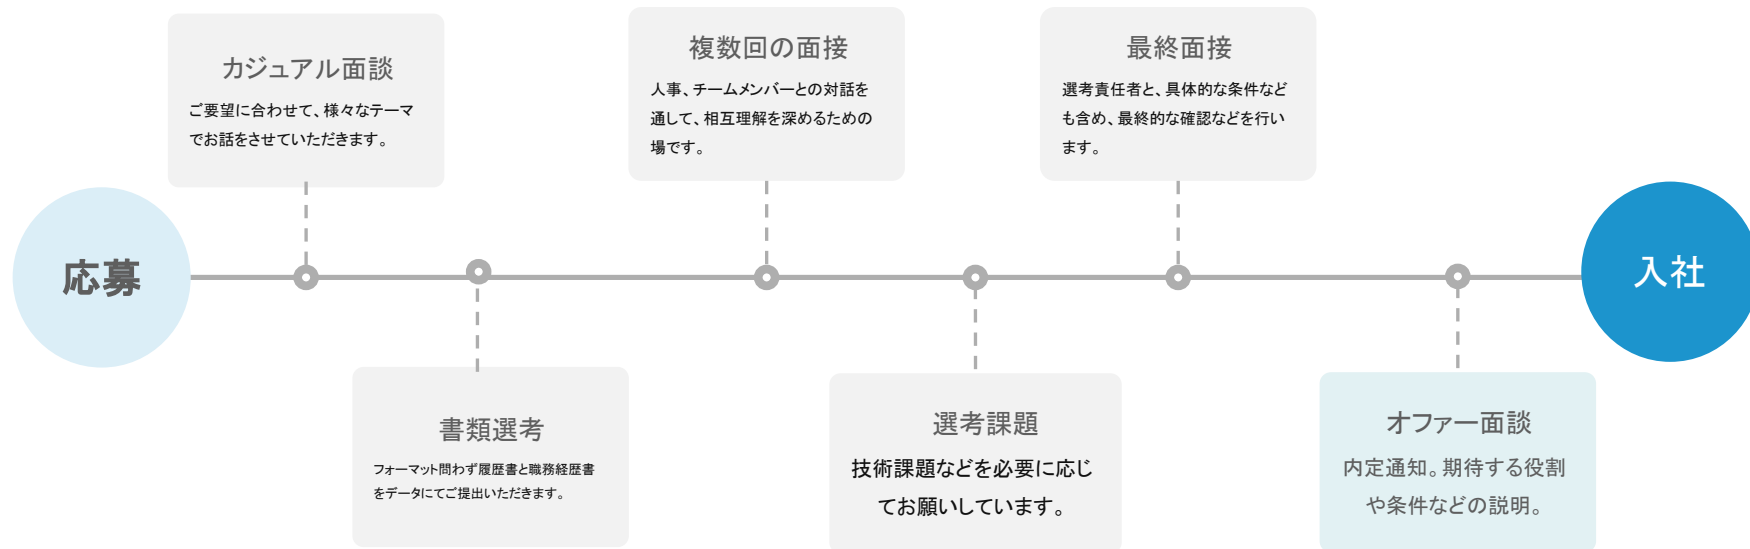 応募
カジュアル面談
ご要望に合わせて、様々なテーマ
でお話をさせていただきます。
書類選考
フォーマット問わず履歴書と職務経歴書
をデータにてご提出いただきます。
複数回の面接
人事、チームメンバーとの対話を
通して、相互理解を深めるための
場です。
選考課題
技術課題などを必要に応じ
てお願いしています。
最終面接
選考責任者と、具体的な条件など
も含め、最終的な確認などを行い
ます。
オファー面談
内定通知。期待する役割
や条件などの説明。
入社